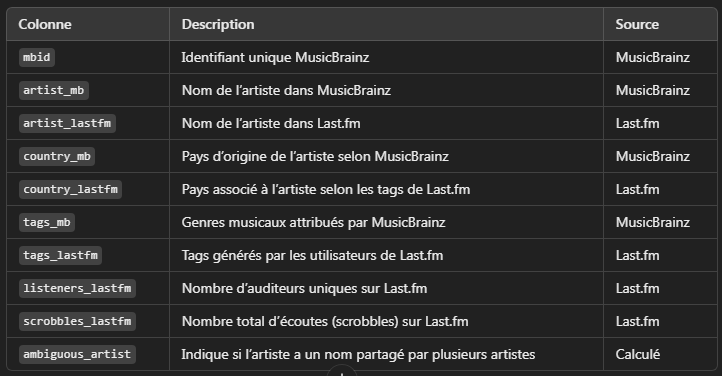 Colonne Description Source
mbid Identifiant unique MusicBrainz MusicBrainz
artist_mb Nom de l’artiste dans MusicBrainz MusicBrainz
artist_lastfm Nom de l’artiste dans Last.fm Last.fm
country_mb Pays d’origine de l’artiste selon MusicBrainz MusicBrainz
country_lastfm Pays associé à l’artiste selon les tags de Last.fm Last.fm
tags_mb Genres musicaux attribués par MusicBrainz MusicBrainz
tags_lastfm Tags générés par les utilisateurs de Last.fm Last.fm
listeners_lastfm Nombre d’auditeurs uniques sur Last.fm Last.fm
scrobbles_lastfm Nombre total d’écoutes (scrobbles) sur Last.fm Last.fm
ambiguous_artist Indique si l’artiste a un nom partagé par plusieurs artistes Calculé